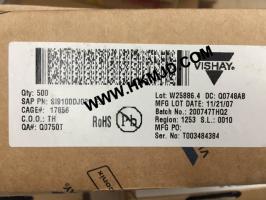 VISHAY
Qty: 500
SAP PN: SI9100DJ
CAGE#: 17856
C.O.O.: TH
QA#: Q0750T
RoHS
Pb
Lot: W25886.4 DC: Q0748AB
MFG LOT DATE: 11/21/07
Batch No.: 200747THQ2
Region: 1253 S.L.: 0010
MFG PO:
Ser. No: T003484384
WWW.HKMJD.COM